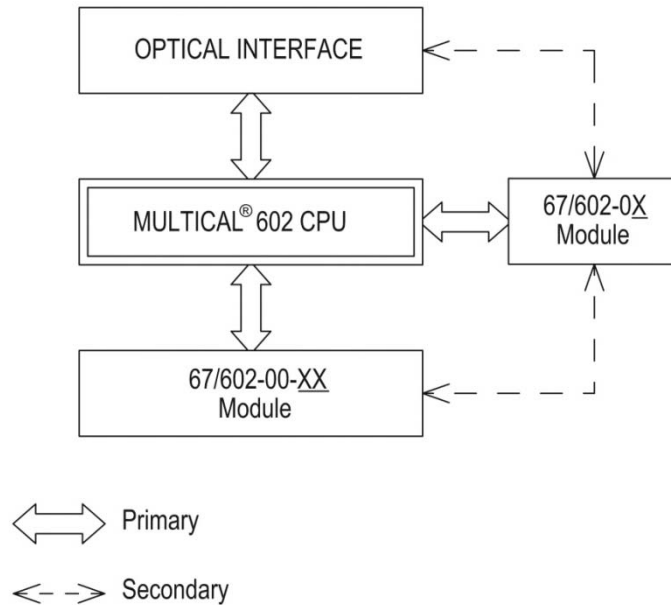 OPTICAL INTERFACE
MULTICAL® 602 CPU
67/602-0X
Module
67/602-00-XX
Module
Primary
Secondary